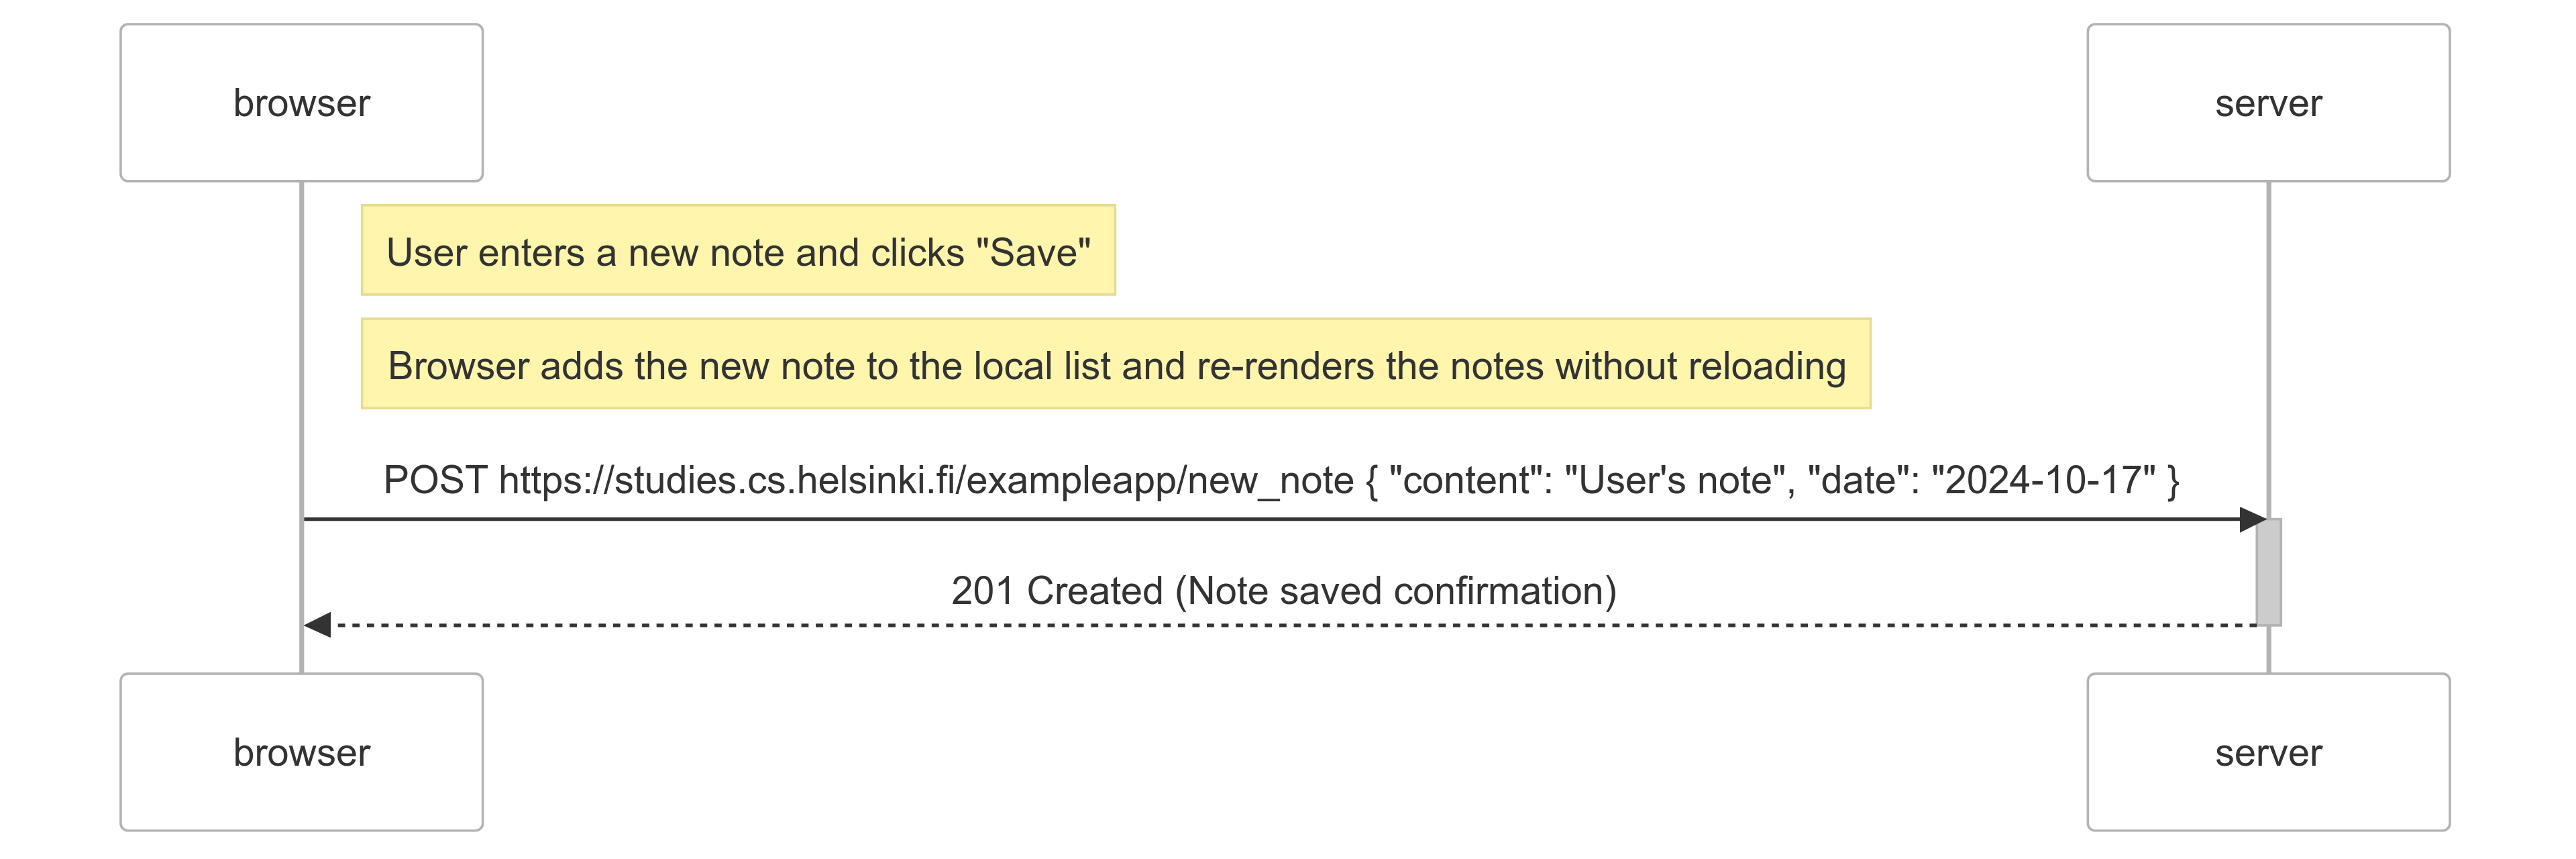 browser
server
User enters a new note and clicks "Save"
Browser adds the new note to the local list and re-renders the notes without reloading
POST https://studies.cs.helsinki.fi/exampleapp/new_note { "content": "User's note", "date": "2024-10-17" }
201 Created (Note saved confirmation)
browser
server